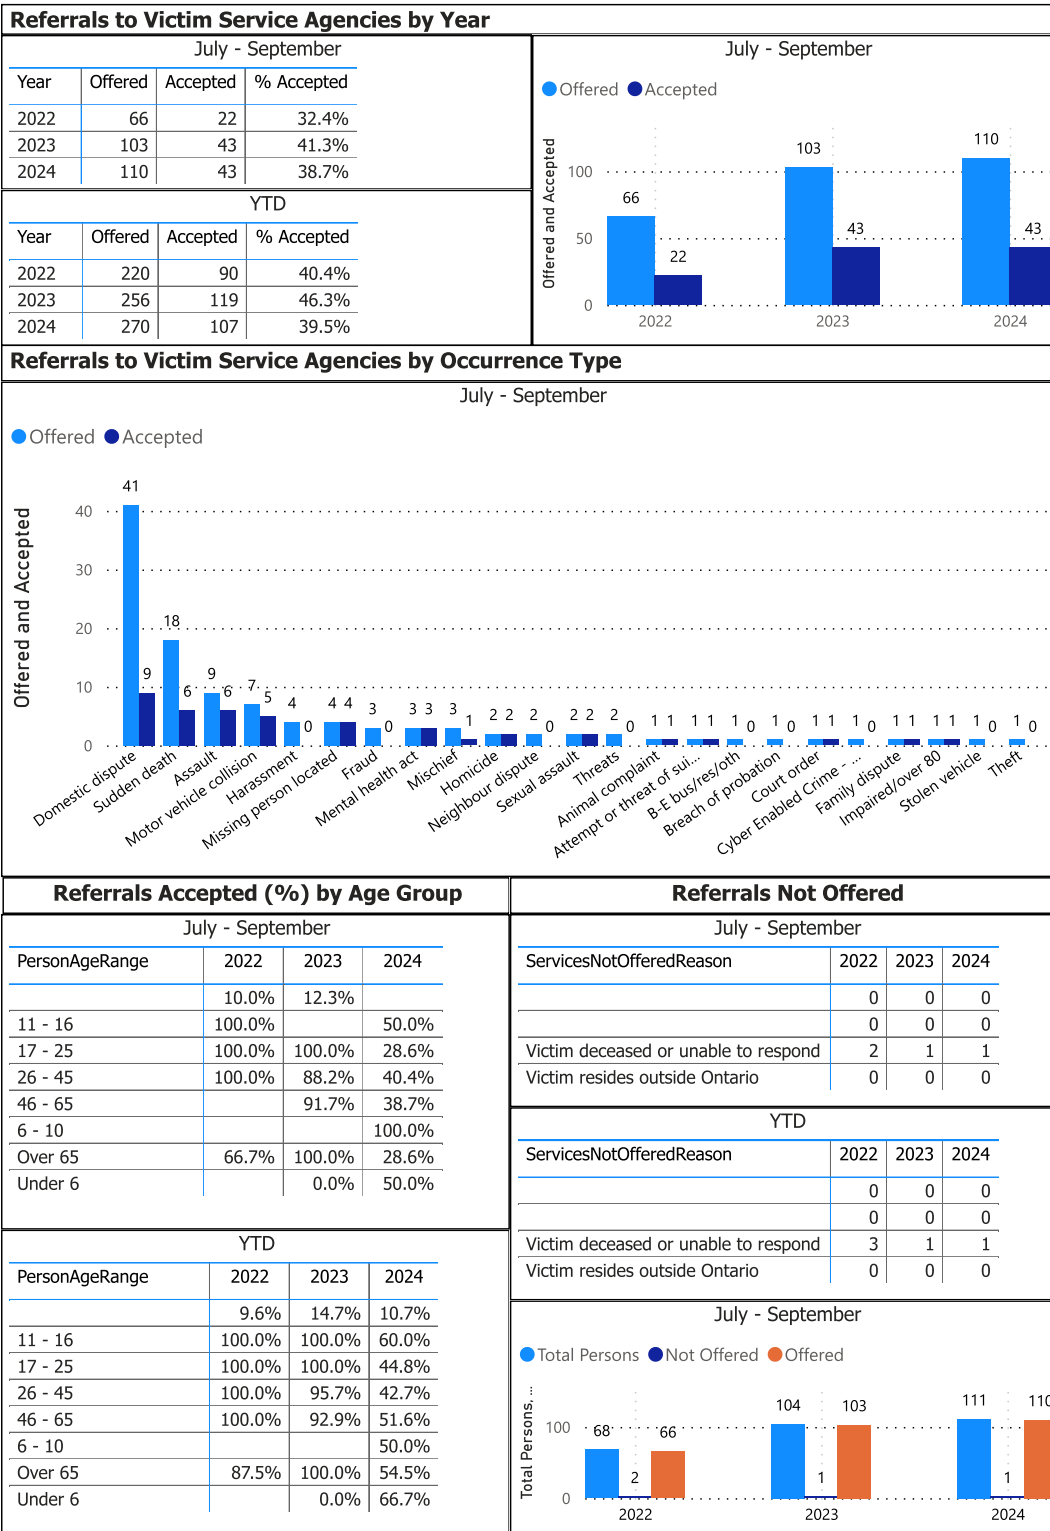 Referrals to Victim Service Agencies by Year
July - September
Year Offered Accepted % Accepted
2022 66 22 32.4%
2023 103 43 41.3%
2024 110 43 38.7%
YTD
Year Offered Accepted % Accepted
2022 220 90 40.4%
2023 256 119 46.3%
2024 270 107 39.5%
July - September
Offered Accepted
Offered and Accepted
100
50
0
66 22 103 43 110 43
2022 2023 2024
Referrals to Victim Service Agencies by Occurrence Type
July - September
Offered Accepted
Offered and Accepted
40
30
20
10
0
41 9 18 6 9 6 7 5 4 0 4 4 3 0 3 3 3 1 2 2 2 0 2 2 2 0 1 1 1 1 1 0 1 0 1 1 1 0 1 1 1 1 1 0 1 0
Domestic dispute
Sudden death
Assault
Motor vehicle collision
Harassment
Missing person located
Fraud
Mental health act
Mischief
Homicide
Neighbour dispute
Sexual assault
Threats
Animal complaint
Attempt or threat of sui...
B-E bus/res/oth
Breach of probation
Court order
Cyber Enabled Crime - ...
Family dispute
Impaired/over 80
Stolen vehicle
Theft
Referrals Accepted (%) by Age Group
July - September
PersonAgeRange 2022 2023 2024
10.0% 12.3%
11 - 16 100.0% 50.0%
17 - 25 100.0% 100.0% 28.6%
26 - 45 100.0% 88.2% 40.4%
46 - 65 91.7% 38.7%
6 - 10 100.0%
Over 65 66.7% 100.0% 28.6%
Under 6 0.0% 50.0%
YTD
PersonAgeRange 2022 2023 2024
9.6% 14.7% 10.7%
11 - 16 100.0% 100.0% 60.0%
17 - 25 100.0% 100.0% 44.8%
26 - 45 100.0% 95.7% 42.7%
46 - 65 100.0% 92.9% 51.6%
6 - 10 50.0%
Over 65 87.5% 100.0% 54.5%
Under 6 0.0% 66.7%
Referrals Not Offered
July - September
ServicesNotOfferedReason 2022 2023 2024
0 0 0
0 0 0
Victim deceased or unable to respond 2 1 1
Victim resides outside Ontario 0 0 0
YTD
ServicesNotOfferedReason 2022 2023 2024
0 0 0
0 0 0
Victim deceased or unable to respond 3 1 1
Victim resides outside Ontario 0 0 0
July - September
Total Persons Not Offered Offered
Total Persons, ...
100
0
68 2 66 104 1 103 111 1 110
2022 2023 2024